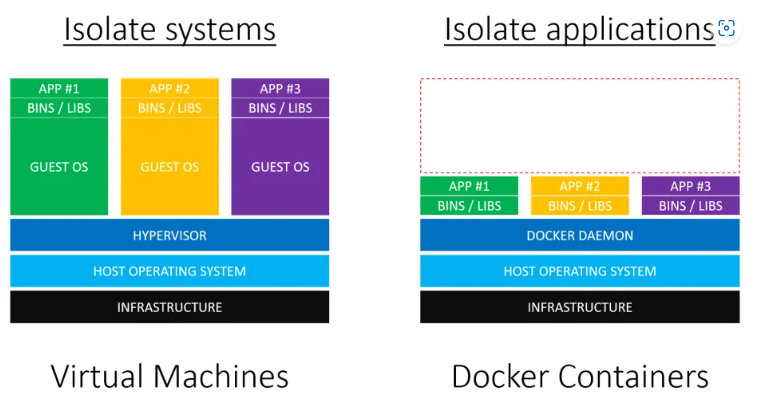 Isolate systems
APP #1
BINS / LIBS
GUEST OS
APP #2
BINS / LIBS
GUEST OS
APP #3
BINS / LIBS
GUEST OS
HYPERVISOR
HOST OPERATING SYSTEM
INFRASTRUCTURE
Virtual Machines
Isolate applications
APP #1
BINS / LIBS
APP #2
BINS / LIBS
APP #3
BINS / LIBS
DOCKER DAEMON
HOST OPERATING SYSTEM
INFRASTRUCTURE
Docker Containers